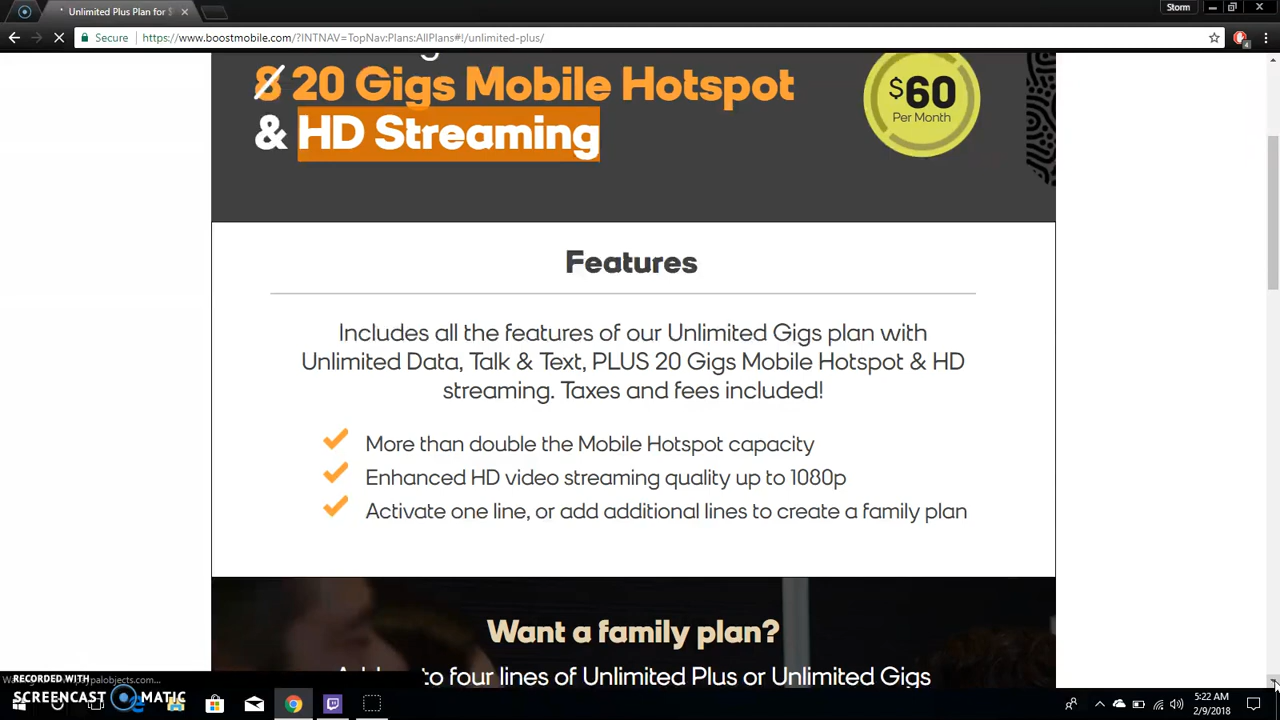 Unlimited Plus Plan for $
Storm
Secure
https://www.boostmobile.com/?INTNAV=TopNav:Plans:AllPlans#!/unlimited-plus/
8 20 Gigs Mobile Hotspot
& HD Streaming
$60
Per Month
Features
Includes all the features of our Unlimited Gigs plan with
Unlimited Data, Talk & Text, PLUS 20 Gigs Mobile Hotspot & HD
streaming. Taxes and fees included!
More than double the Mobile Hotspot capacity
Enhanced HD video streaming quality up to 1080p
Activate one line, or add additional lines to create a family plan
Want a family plan?
to four lines of Unlimited Plus or Unlimited Gigs
RECORDED WITH
SCREENCAST MATIC
5:22 AM
2/9/2018
4